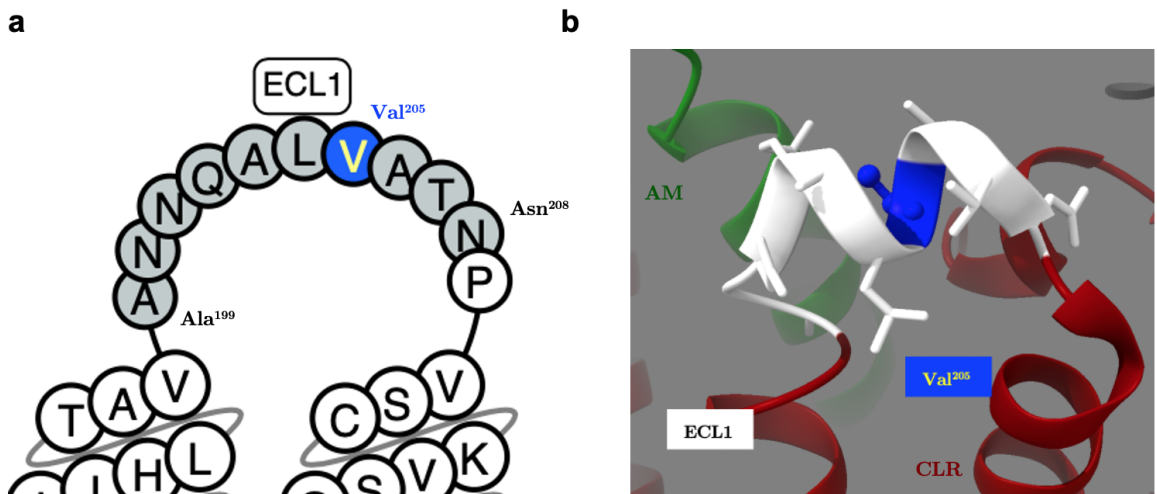 a
b
ECL1
Val²⁰⁵
A N N Q A L V A T N P
Asn²⁰⁸
Ala¹⁹⁹
T A V
C S V
H L
S V K
AM
Val²⁰⁵
ECL1
CLR